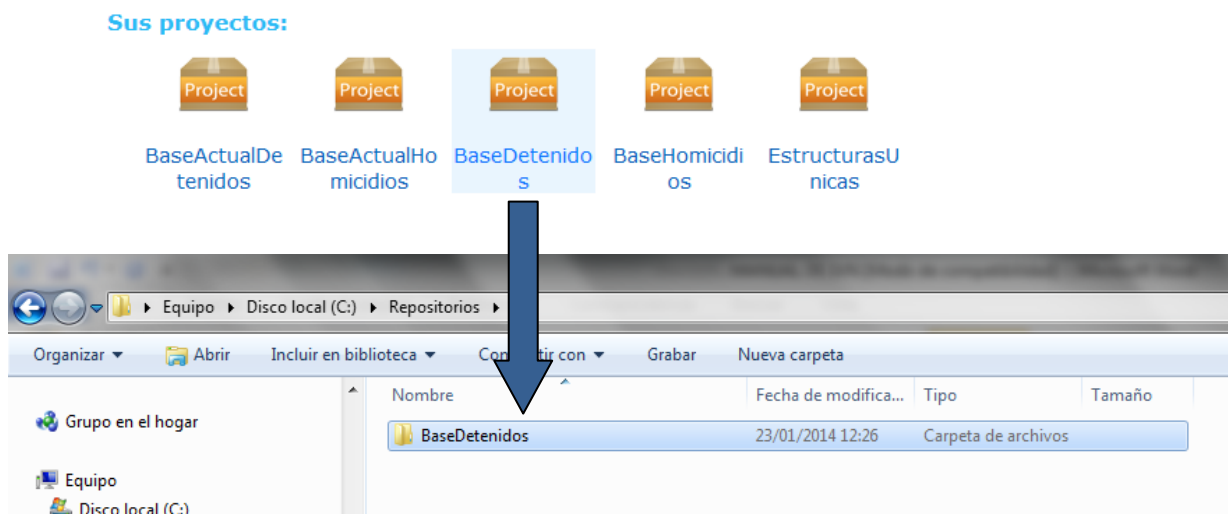 Sus proyectos:
Project Project Project Project Project
BaseActualDe BaseActualHo BaseDetenido BaseHomicidi EstructurasU
tenidos micidios s os nicas
Equipo Disco local (C:) Repositorios
Organizar Abrir Incluir en biblioteca Com tir con Grabar Nueva carpeta
Nombre Fecha de modifica... Tipo Tamaño
Grupo en el hogar
BaseDetenidos 23/01/2014 12:26 Carpeta de archivos
Equipo
Disco local (C:)